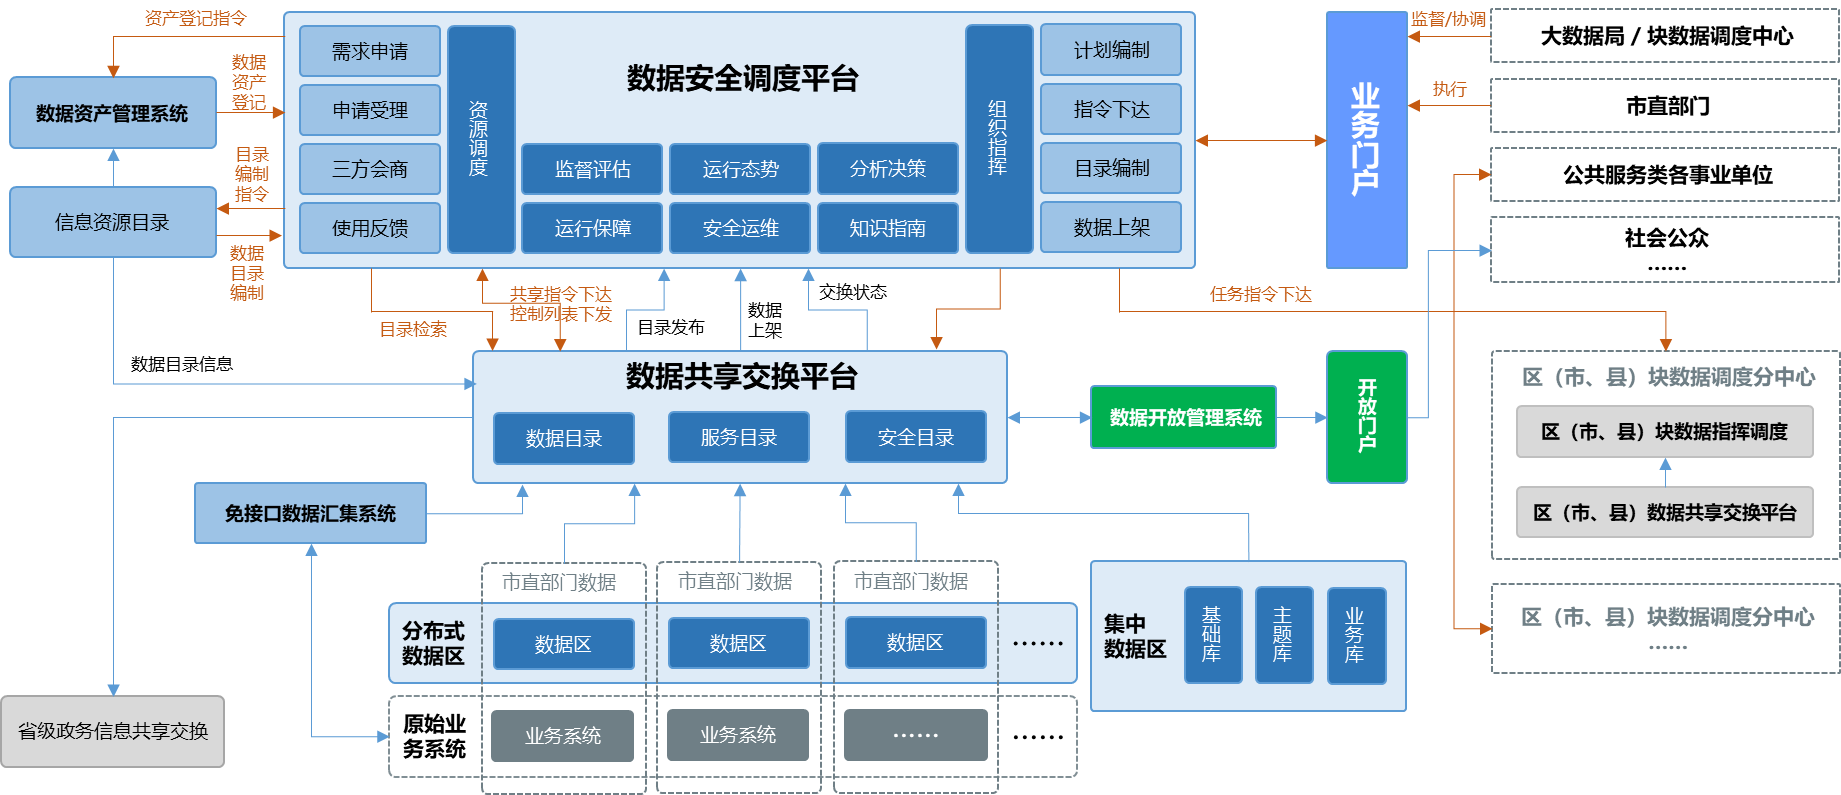 资产登记指令
数据
资产
登记
数据资产管理系统
目录
编制
指令
信息资源目录
数据
目录
编制
需求申请
申请受理
三方会商
使用反馈
资源调度
数据安全调度平台
监督评估
运行态势
分析决策
运行保障
安全运维
知识指南
组织指挥
计划编制
指令下达
目录编制
数据上架
业务门户
监督/协调
执行
大数据局 / 块数据调度中心
市直部门
公共服务类各事业单位
社会公众
……
目录检索
共享指令下达
控制列表下发
目录发布
数据
上架
交换状态
任务指令下达
数据目录信息
数据共享交换平台
数据目录
服务目录
安全目录
数据开放管理系统
开放门户
区（市、县）块数据调度分中心
区（市、县）块数据指挥调度
区（市、县）数据共享交换平台
区（市、县）块数据调度分中心
……
免接口数据汇集系统
市直部门数据
市直部门数据
市直部门数据
分布式
数据区
数据区
数据区
数据区
……
原始业
务系统
业务系统
业务系统
……
……
集中
数据区
基础库
主题库
业务库
省级政务信息共享交换